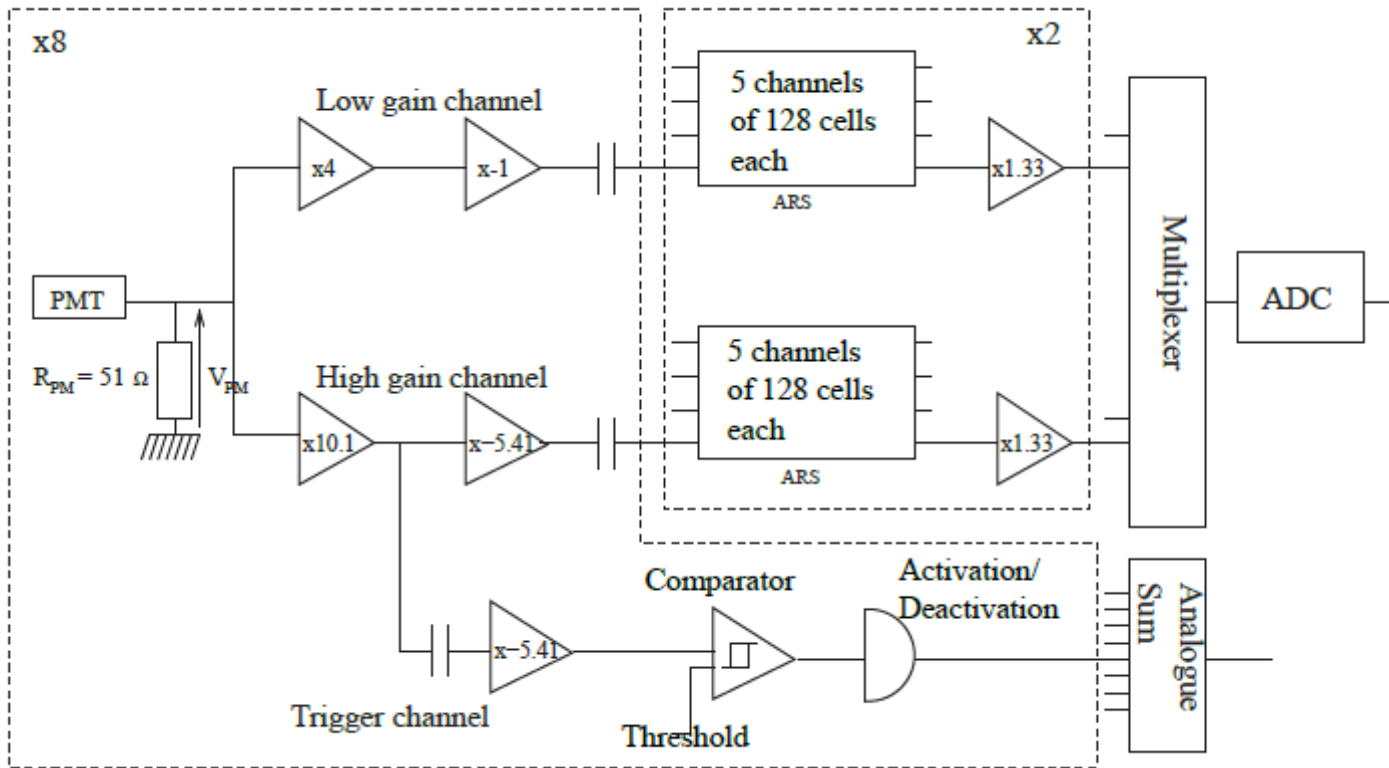 x8
x2
Low gain channel
5 channels
of 128 cells
each
x4
x-1
x1.33
ARS
Multiplexer
PMT
ADC
R_PM = 51 Ω
V_PM
High gain channel
5 channels
of 128 cells
each
x10.1
x−5.41
x1.33
ARS
Comparator
Activation/
Deactivation
Analogue
Sum
x−5.41
Trigger channel
Threshold